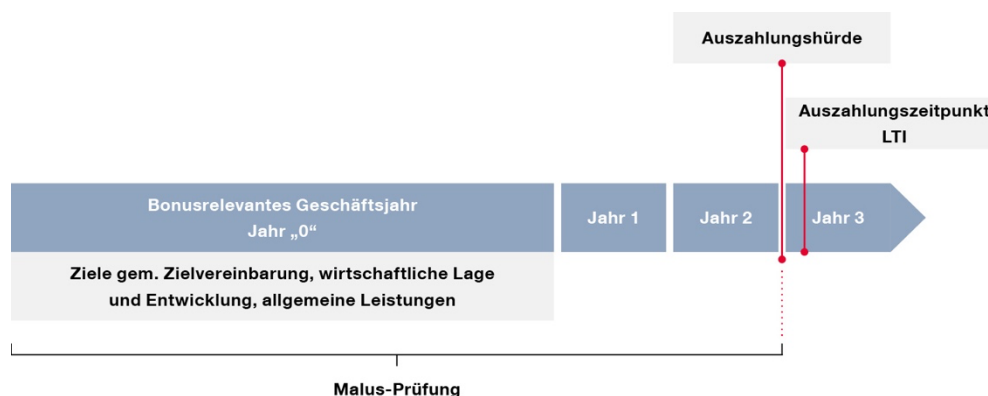 Auszahlungshürde
Auszahlungszeitpunkt
LTI
Bonusrelevantes Geschäftsjahr
Jahr „0“
Jahr 1
Jahr 2
Jahr 3
Ziele gem. Zielvereinbarung, wirtschaftliche Lage
und Entwicklung, allgemeine Leistungen
Malus-Prüfung